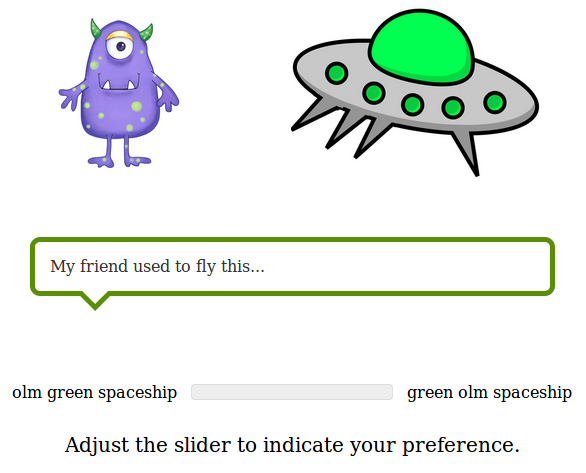 My friend used to fly this...
olm green spaceship green olm spaceship
Adjust the slider to indicate your preference.